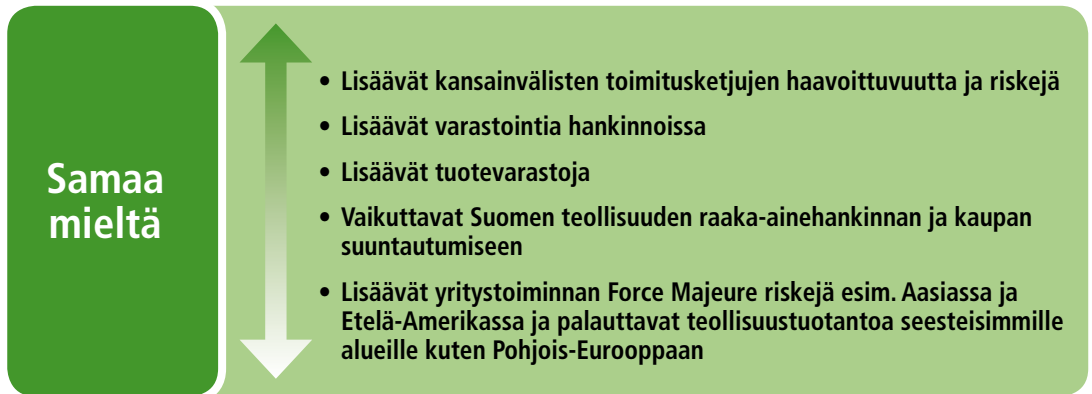 Samaa
mieltä
• Lisäävät kansainvälisten toimitusketjujen haavoittuvuutta ja riskejä
• Lisäävät varastointia hankinnoissa
• Lisäävät tuotevarastoja
• Vaikuttavat Suomen teollisuuden raaka-ainehankinnan ja kaupan
suuntautumiseen
• Lisäävät yritystoiminnan Force Majeure riskejä esim. Aasiassa ja
Etelä-Amerikassa ja palauttavat teollisuustuotantoa seesteisimmille
alueille kuten Pohjois-Eurooppaan